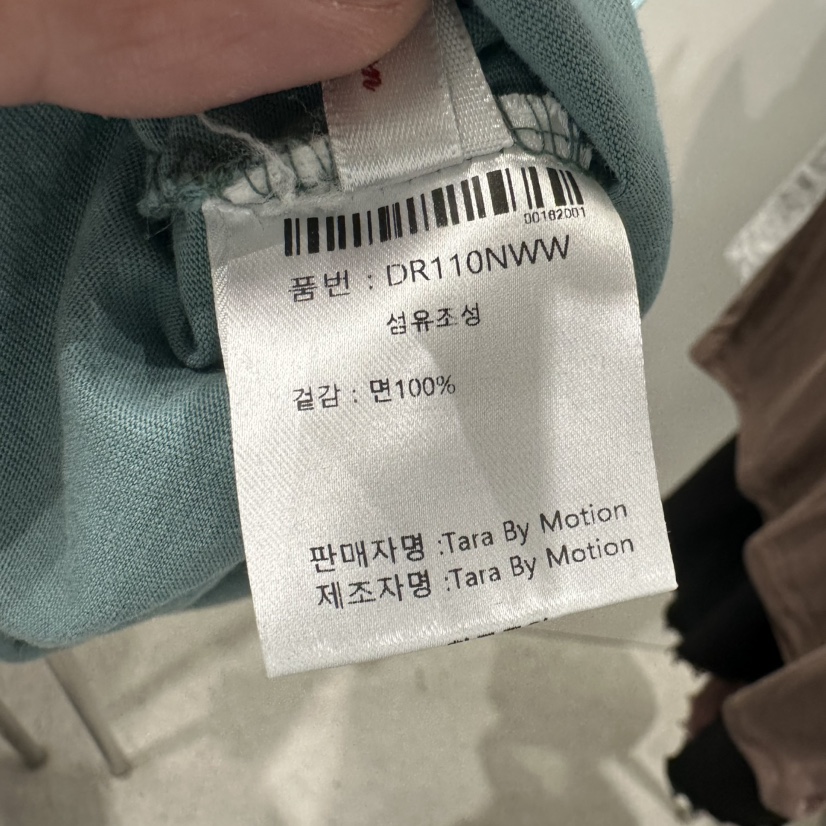 00162001
품번 : DR110NWW
섬유조성
겉감 : 면100%
판매자명 :Tara By Motion
제조자명 :Tara By Motion